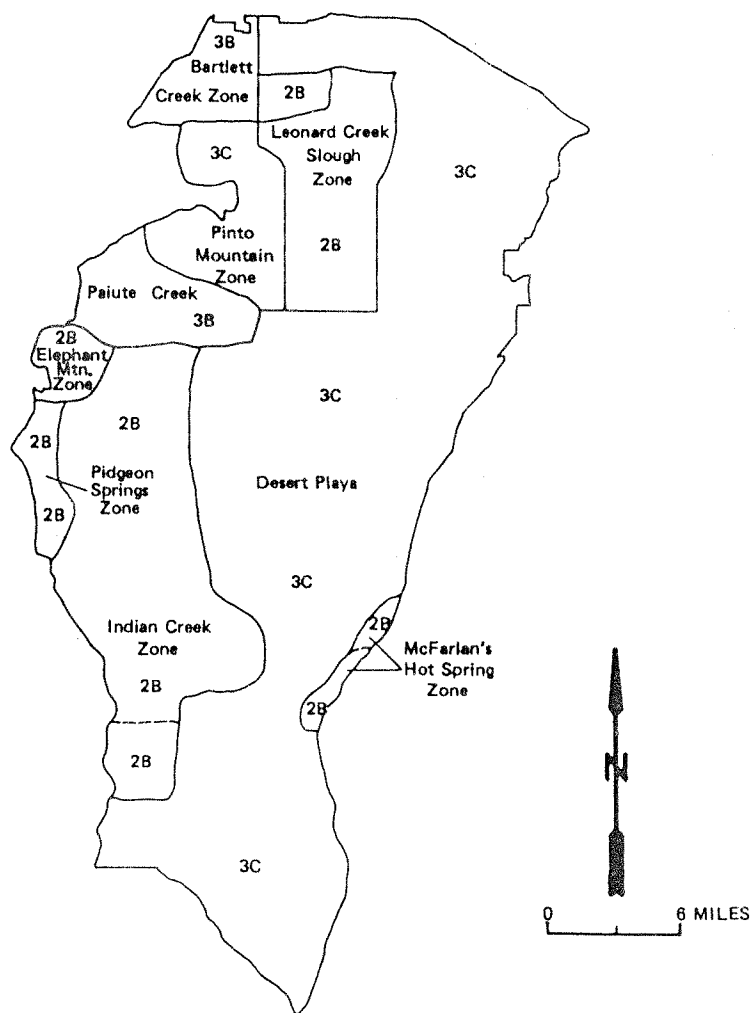 3B
Bartlett
Creek Zone
2B
Leonard Creek
Slough
Zone
3C
3C
Pinto
Mountain
Zone
2B
Paiute Creek
3B
2B
Elephant
Mtn.
Zone
3C
2B
2B
Pidgeon
Springs
Zone
Desert Playa
2B
3C
Indian Creek
Zone
2B
McFarlan's
Hot Spring
Zone
2B
2B
2B
N
3C
0 6 MILES